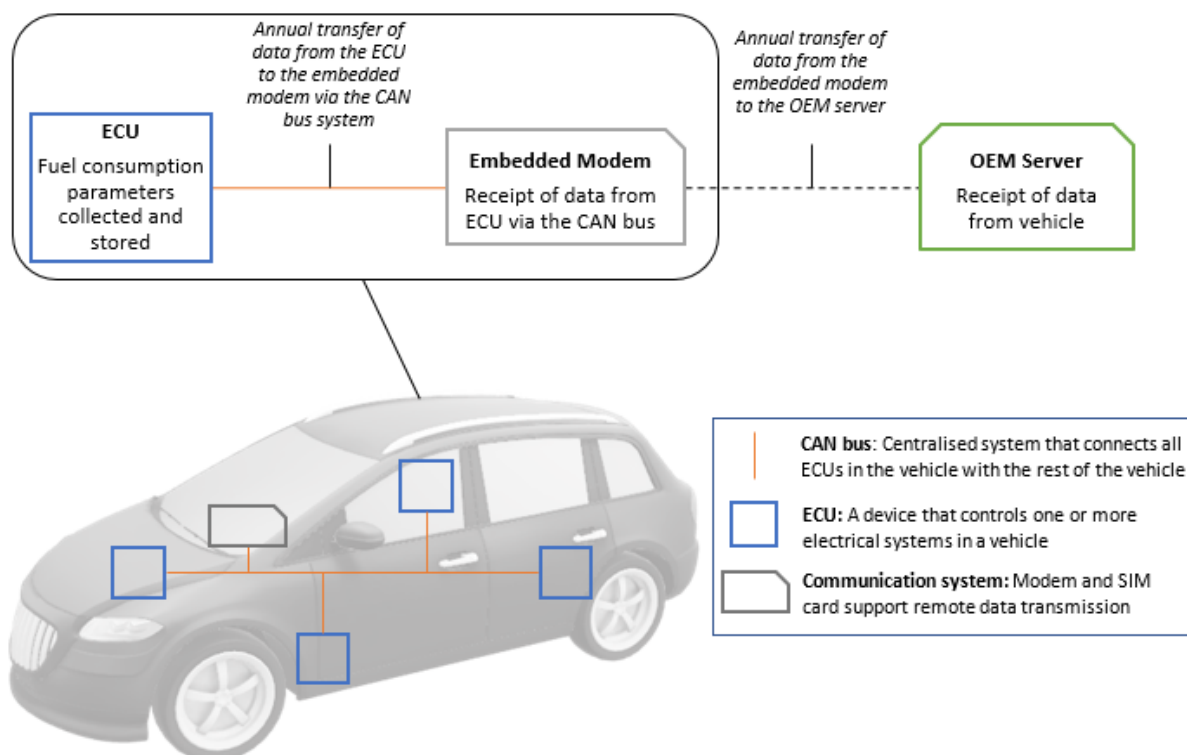 Annual transfer of
data from the ECU
to the embedded
modem via the CAN
bus system
Annual transfer of
data from the
embedded modem
to the OEM server
ECU
Fuel consumption
parameters
collected and
stored
Embedded Modem
Receipt of data from
ECU via the CAN bus
OEM Server
Receipt of data
from vehicle
CAN bus: Centralised system that connects all
ECUs in the vehicle with the rest of the vehicle
ECU: A device that controls one or more
electrical systems in a vehicle
Communication system: Modem and SIM
card support remote data transmission